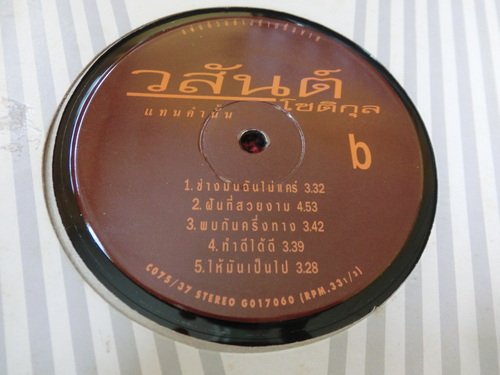 วสันต์
โชติกุล
แทนคำนั้น
b
1.ช่างมันฉันไม่แคร์ 3.32
2.ฝันที่สวยงาม 4.53
3.พบกันครึ่งทาง 3.42
4.ทำดีได้ดี 3.39
5.ให้มันเป็นไป 3.28
C075/37 STEREO G017060 (RPM.33 1/3)